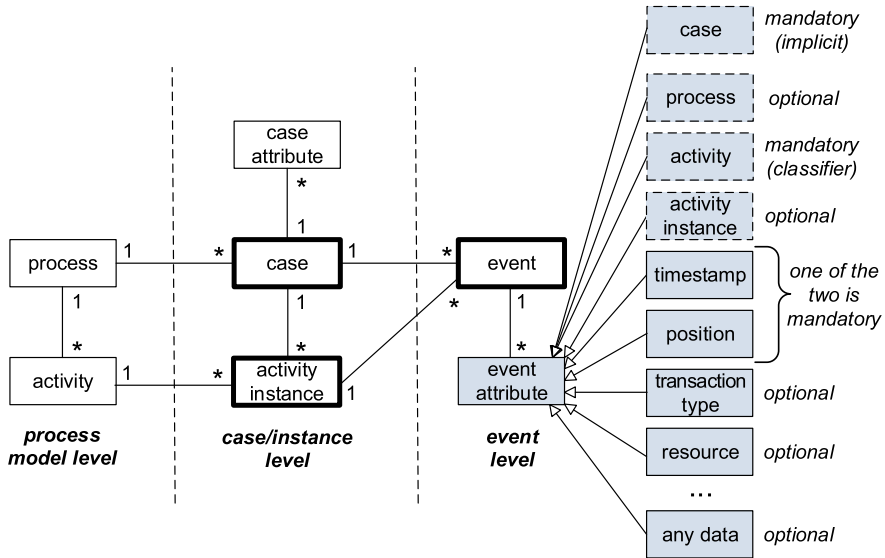 case
mandatory
(implicit)
process
optional
case
attribute
activity
mandatory
(classifier)
*
activity
instance
optional
1
process
1
*
case
1
*
event
timestamp
one of the
two is
mandatory
1
1
*
1
position
*
*
*
activity
1
*
activity
instance
1
event
attribute
transaction
type
optional
process
model level
case/instance
level
event
level
resource
optional
...
any data
optional